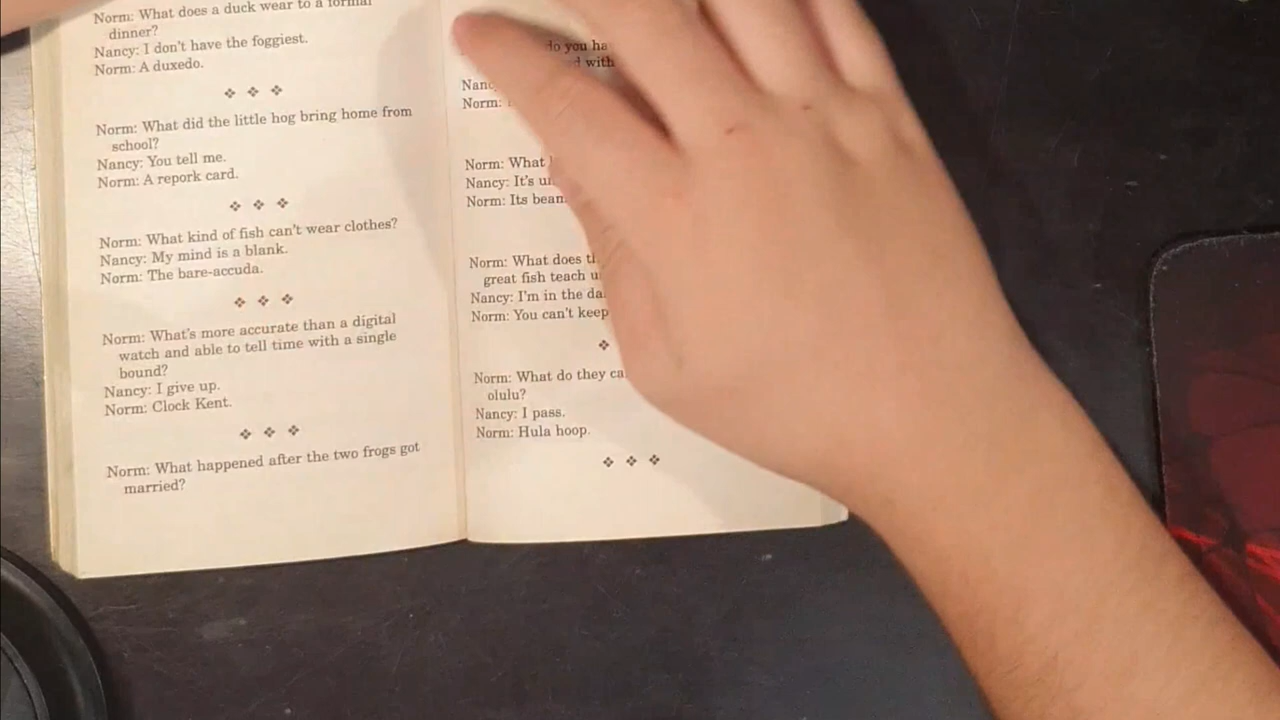 Norm: What does a duck wear to a formal
dinner?
Nancy: I don't have the foggiest.
Norm: A duxedo.
Norm: What did the little hog bring home from
school?
Nancy: You tell me.
Norm: A repork card.
Norm: What kind of fish can't wear clothes?
Nancy: My mind is a blank.
Norm: The bare-accuda.
Norm: What's more accurate than a digital
watch and able to tell time with a single
bound?
Nancy: I give up.
Norm: Clock Kent.
Norm: What happened after the two frogs got
married?
do you
with
Norm:
Norm: What
Nancy: It's
Norm: Its
Norm: What does
great fish teach
Nancy: I'm in the
Norm: You can't keep
Norm: What do they
olulu?
Nancy: I pass.
Norm: Hula hoop.